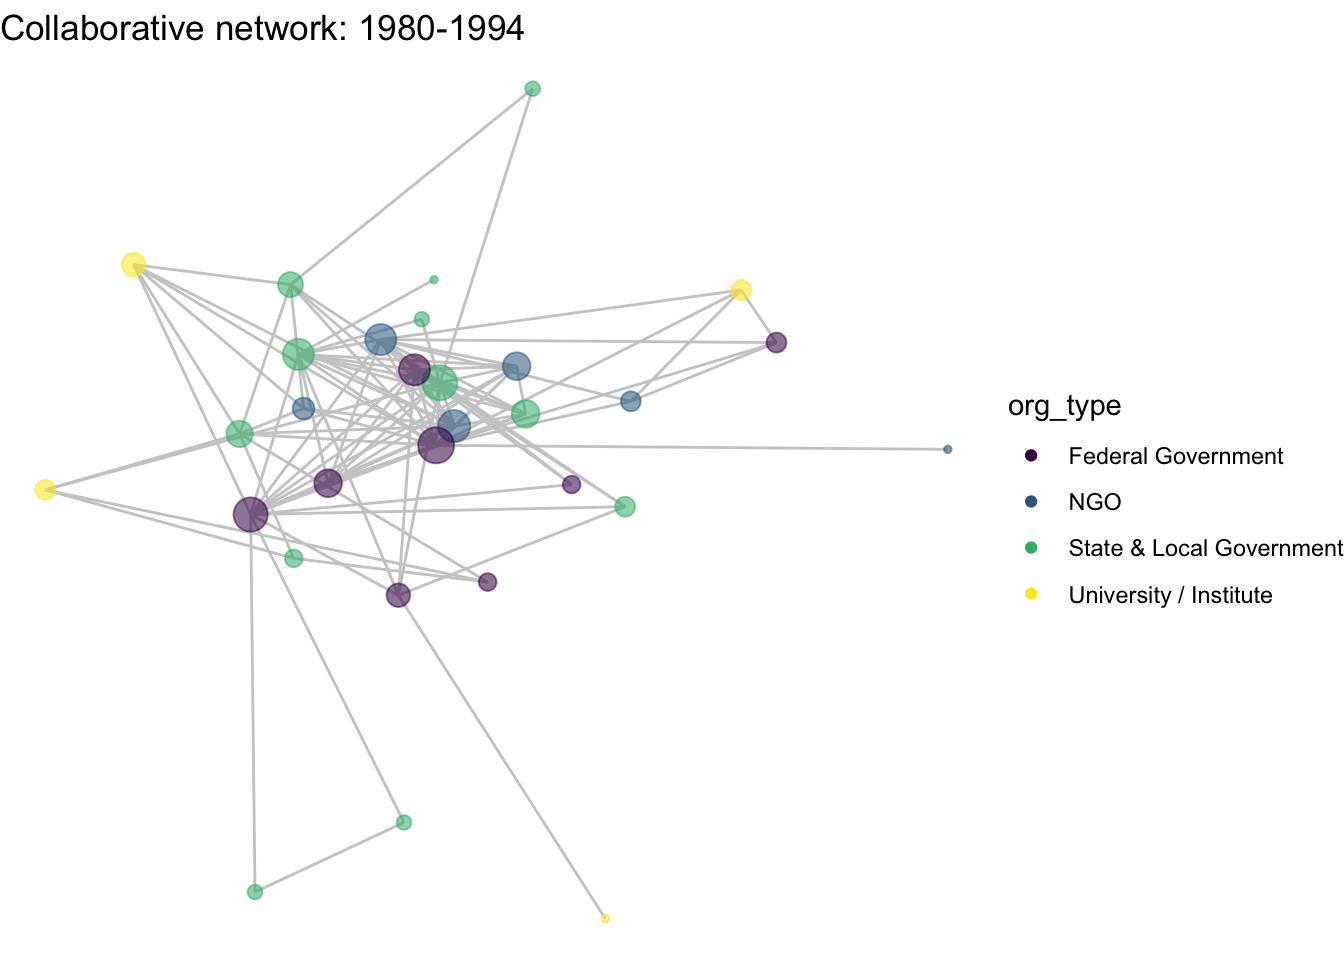 Collaborative network: 1980-1994
org_type
Federal Government
NGO
State & Local Government
University / Institute